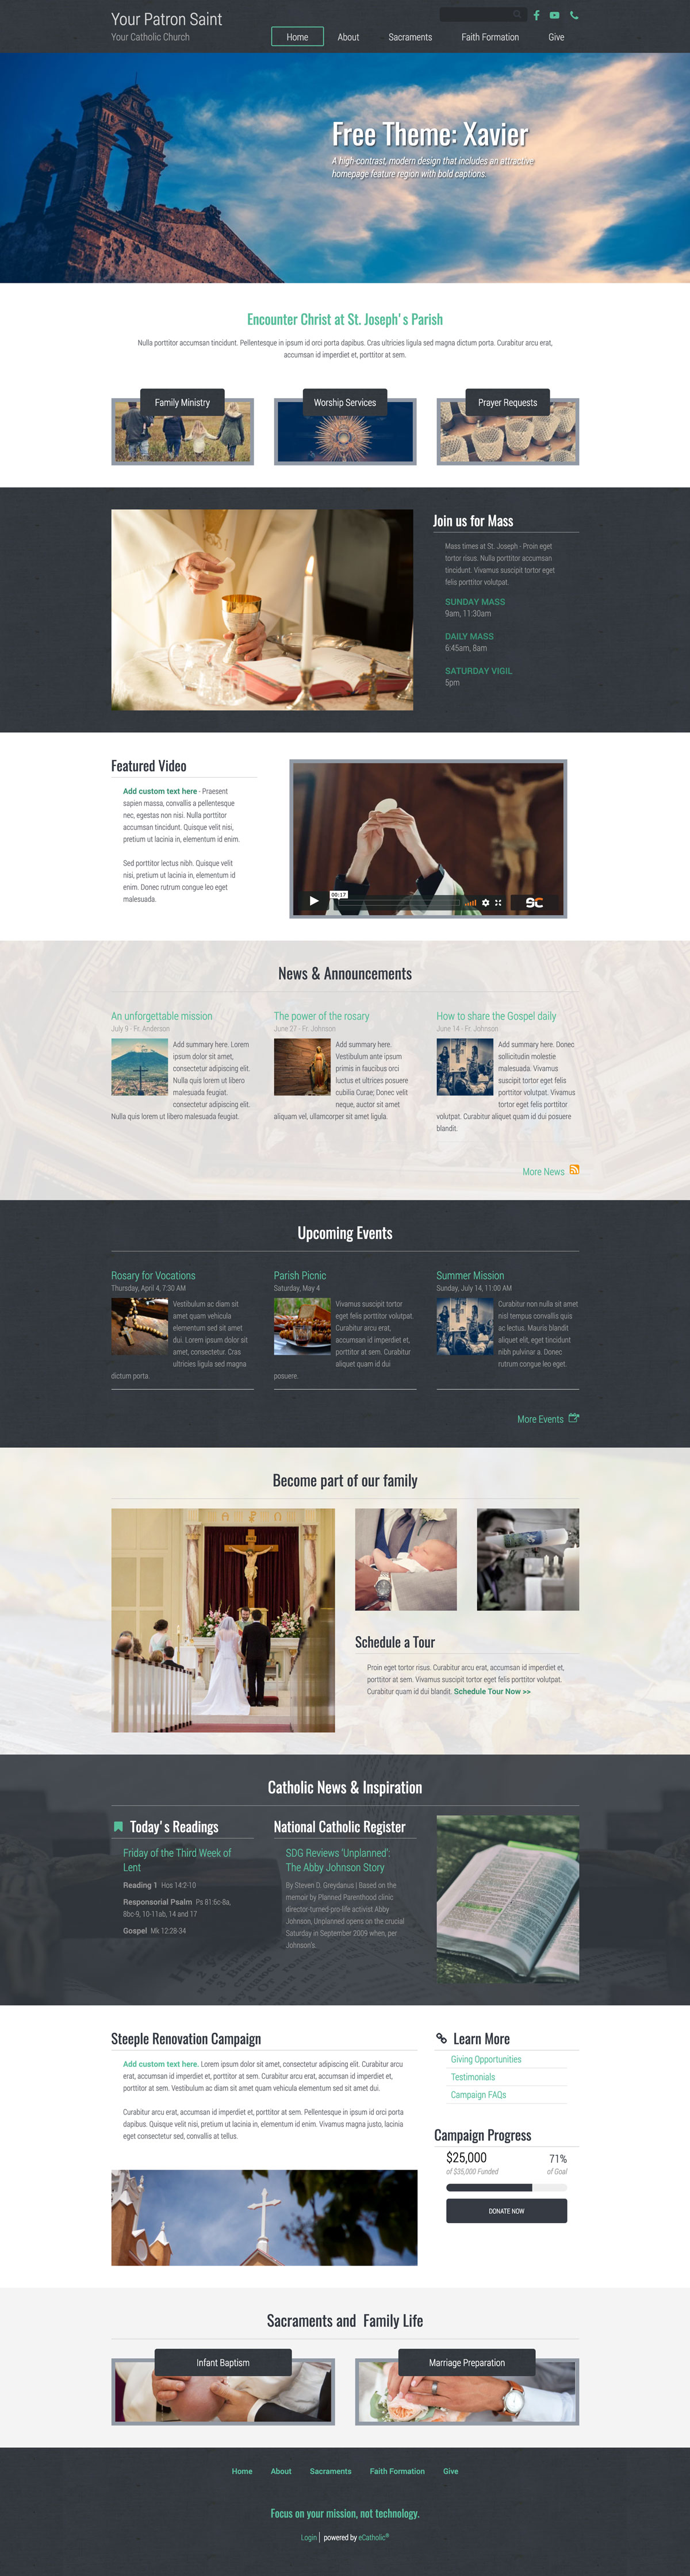 Your Patron Saint
Your Catholic Church
Home About Sacraments Faith Formation Give
Free Theme: Xavier
A high-contrast, modern design that includes an attractive
homepage feature region with bold captions.
Encounter Christ at St. Joseph's Parish
Nulla porttitor accumsan tincidunt. Pellentesque in ipsum id orci porta dapibus. Cras ultricies ligula sed magna dictum porta. Curabitur arcu erat,
accumsan id imperdiet et, porttitor at sem.
Family Ministry
Worship Services
Prayer Requests
Join us for Mass
Mass times at St. Joseph - Proin eget
tortor risus. Nulla porttitor accumsan
tincidunt. Vivamus suscipit tortor eget
felis porttitor volutpat.
SUNDAY MASS
9am, 11:30am
DAILY MASS
6:45am, 8am
SATURDAY VIGIL
5pm
Featured Video
Add custom text here - Praesent
sapien massa, convallis a pellentesque
nec, egestas non nisi. Nulla porttitor
accumsan tincidunt. Quisque velit nisi,
pretium ut lacinia in, elementum id enim.
Sed porttitor lectus nibh. Quisque velit
nisi, pretium ut lacinia in, elementum id
enim. Donec rutrum congue leo eget
malesuada.
00:17
News & Announcements
An unforgettable mission
July 9 - Fr. Anderson
Add summary here. Lorem
ipsum dolor sit amet,
consectetur adipiscing elit.
Nulla quis lorem ut libero
malesuada feugiat.
consectetur adipiscing elit.
Nulla quis lorem ut libero malesuada feugiat.
The power of the rosary
June 27 - Fr. Johnson
Add summary here.
Vestibulum ante ipsum
primis in faucibus orci
luctus et ultrices posuere
cubilia Curae; Donec velit
neque, auctor sit amet
aliquam vel, ullamcorper sit amet ligula.
How to share the Gospel daily
June 14 - Fr. Johnson
Add summary here. Donec
sollicitudin molestie
malesuada. Vivamus
suscipit tortor eget felis
porttitor volutpat. Vivamus
tortor eget felis porttitor
volutpat. Curabitur aliquet quam id dui posuere
blandit.
More News
Upcoming Events
Rosary for Vocations
Thursday, April 4, 7:30 AM
Vestibulum ac diam sit
amet quam vehicula
elementum sed sit amet
dui. Lorem ipsum dolor sit
amet, consectetur. Cras
ultricies ligula sed magna
dictum porta.
Parish Picnic
Saturday, May 4
Vivamus suscipit tortor
eget felis porttitor volutpat.
Curabitur arcu erat,
accumsan id imperdiet et,
porttitor at sem. Curabitur
aliquet quam id dui
posuere.
Summer Mission
Sunday, July 14, 11:00 AM
Curabitur non nulla sit amet
nisl tempus convallis quis
ac lectus. Mauris blandit
aliquet elit, eget tincidunt
nibh pulvinar a. Donec
rutrum congue leo eget.
More Events
Become part of our family
Schedule a Tour
Proin eget tortor risus. Curabitur arcu erat, accumsan id imperdiet et,
porttitor at sem. Vivamus suscipit tortor eget felis porttitor volutpat.
Curabitur quam id dui blandit. Schedule Tour Now >>
Catholic News & Inspiration
Today's Readings
Friday of the Third Week of
Lent
Reading 1 Hos 14:2-10
Responsorial Psalm Ps 81:6c-8a,
8bc-9, 10-11ab, 14 and 17
Gospel Mk 12:28-34
National Catholic Register
SDG Reviews 'Unplanned':
The Abby Johnson Story
By Steven D. Greydanus | Based on the
memoir by Planned Parenthood clinic
director-turned-pro-life activist Abby
Johnson, Unplanned opens on the crucial
Saturday in September 2009 when, per
Johnson's...
Steeple Renovation Campaign
Add custom text here. Lorem ipsum dolor sit amet, consectetur adipiscing elit. Curabitur arcu
erat, accumsan id imperdiet et, porttitor at sem. Curabitur arcu erat, accumsan id imperdiet et,
porttitor at sem. Vestibulum ac diam sit amet quam vehicula elementum sed sit amet dui.
Curabitur arcu erat, accumsan id imperdiet et, porttitor at sem. Pellentesque in ipsum id orci porta
dapibus. Quisque velit nisi, pretium ut lacinia in, elementum id enim. Vivamus magna justo, lacinia
eget consectetur sed, convallis at tellus.
Learn More
Giving Opportunities
Testimonials
Campaign FAQs
Campaign Progress
$25,000 71%
of $35,000 Funded of Goal
DONATE NOW
Sacraments and Family Life
Infant Baptism
Marriage Preparation
Home About Sacraments Faith Formation Give
Focus on your mission, not technology.
Login | powered by eCatholic®